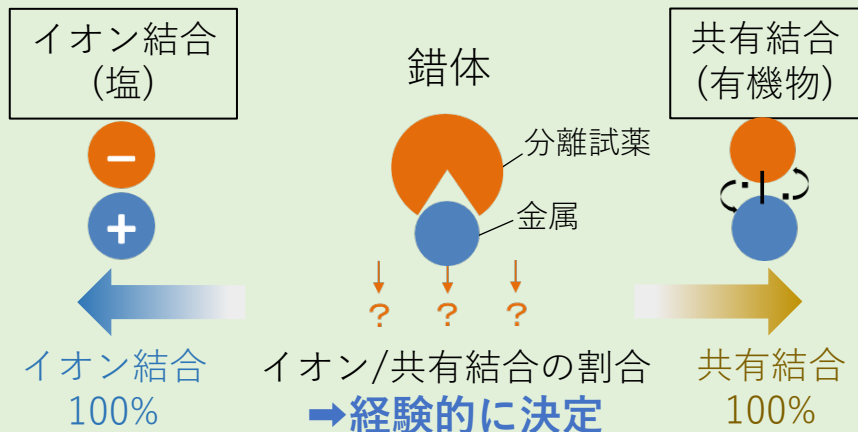 イオン結合
(塩)
錯体
共有結合
(有機物)
−
+
分離試薬
金属
? ? ?
イオン結合
100%
イオン/共有結合の割合
➡経験的に決定
共有結合
100%